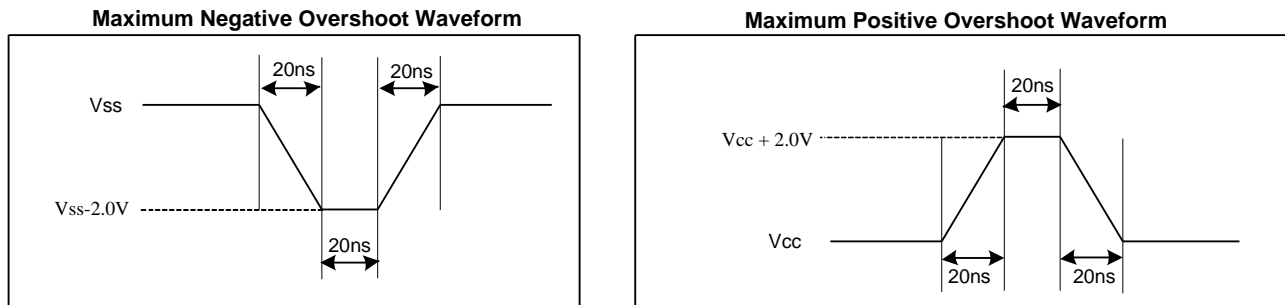 Maximum Negative Overshoot Waveform
20ns
20ns
Vss
Vss-2.0V
20ns
Maximum Positive Overshoot Waveform
20ns
Vcc + 2.0V
Vcc
20ns
20ns